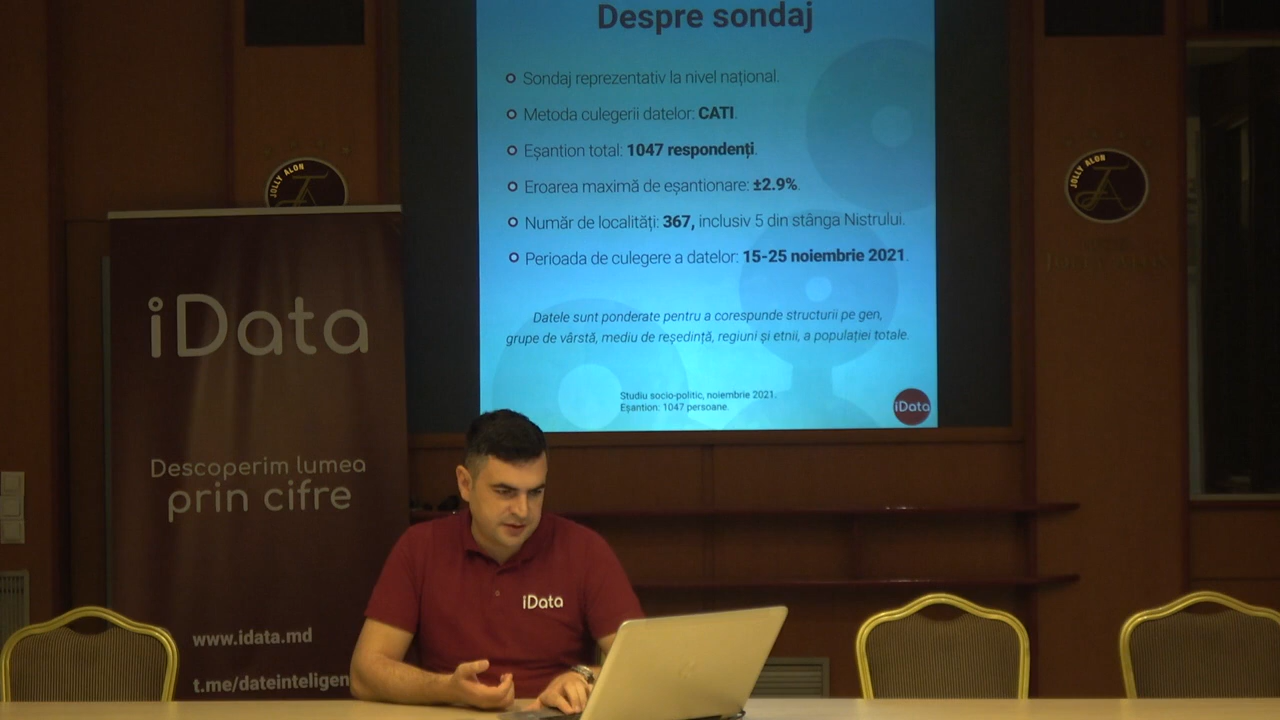 Despre sondaj
Sondaj reprezentativ la nivel național.
Metoda culegerii datelor: CATI.
Eșantion total: 1047 respondenți.
Eroarea maximă de eșantionare: ±2.9%.
Număr de localități: 367, inclusiv 5 din stânga Nistrului.
Perioada de culegere a datelor: 15-25 noiembrie 2021.
Datele sunt ponderate pentru a corespunde structurii pe gen,
grupe de vârstă, mediu de reședință, regiuni și etnii, a populației totale.
Studiu socio-politic, noiembrie 2021.
Eșantion: 1047 persoane.
iData
JOLLY ALON
JOLLY ALON
iData
Descoperim lumea
prin cifre
www.idata.md
t.me/dateinteligen
iData